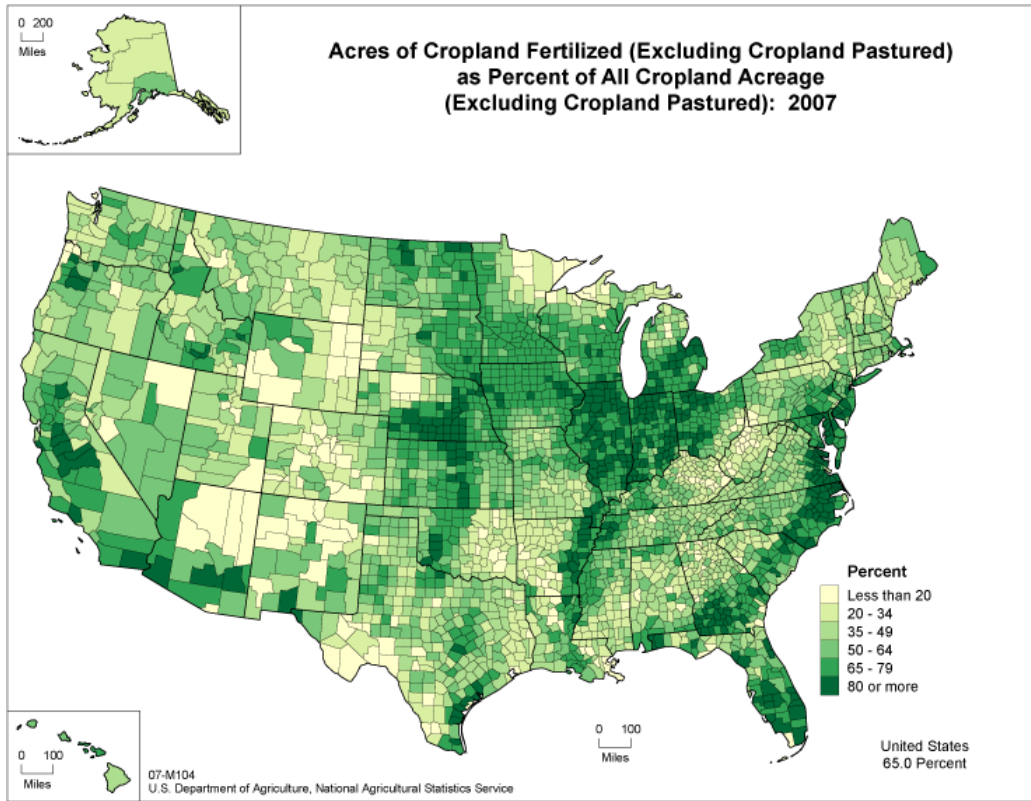 0 200
Miles
Acres of Cropland Fertilized (Excluding Cropland Pastured)
as Percent of All Cropland Acreage
(Excluding Cropland Pastured): 2007
Percent
Less than 20
20 - 34
35 - 49
50 - 64
65 - 79
80 or more
0 100
Miles
United States
65.0 Percent
0 100
Miles
07-M104
U.S. Department of Agriculture, National Agricultural Statistics Service